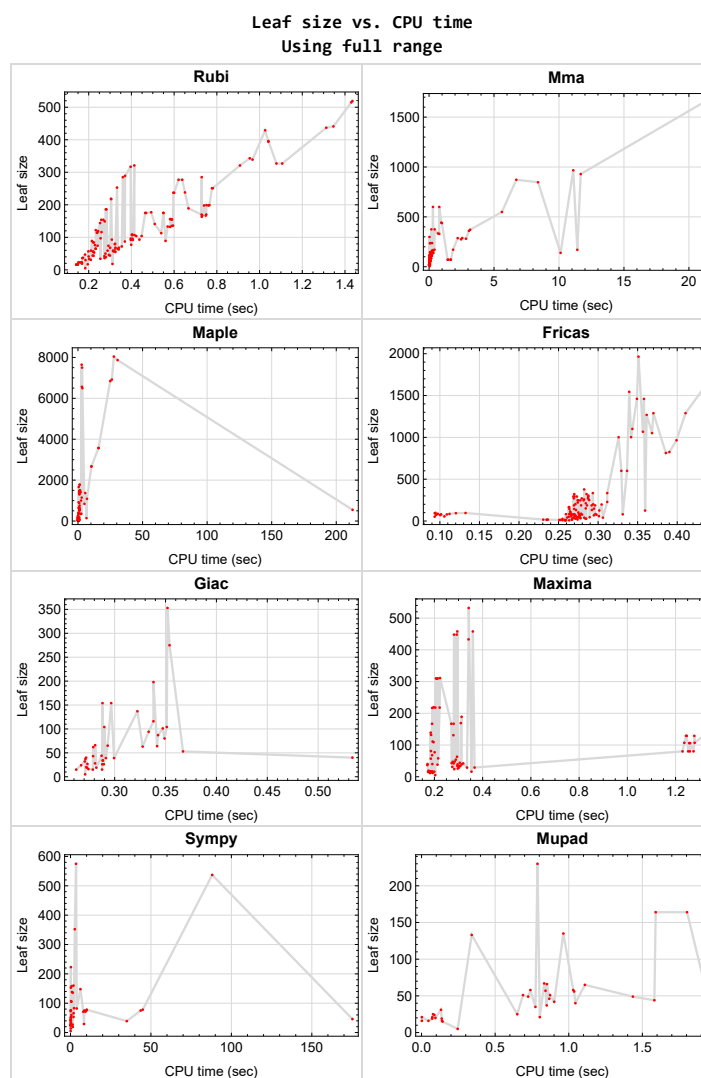 Leaf size vs. CPU time
Using full range
Rubi
Mma
Leaf size
500
400
300
200
100
0
0.2 0.4 0.6 0.8 1.0 1.2 1.4
CPU time (sec)
Leaf size
1500
1000
500
0
0 5 10 15 20
CPU time (sec)
Maple
Fricas
Leaf size
8000
6000
4000
2000
0
0 50 100 150 200
CPU time (sec)
Leaf size
2000
1500
1000
500
0
0.10 0.15 0.20 0.25 0.30 0.35 0.40
CPU time (sec)
Giac
Maxima
Leaf size
350
300
250
200
150
100
50
0
0.30 0.35 0.40 0.45 0.50
CPU time (sec)
Leaf size
500
400
300
200
100
0
0.2 0.4 0.6 0.8 1.0 1.2
CPU time (sec)
Sympy
Mupad
Leaf size
600
500
400
300
200
100
0
0 50 100 150
CPU time (sec)
Leaf size
200
150
100
50
0
0.0 0.5 1.0 1.5
CPU time (sec)